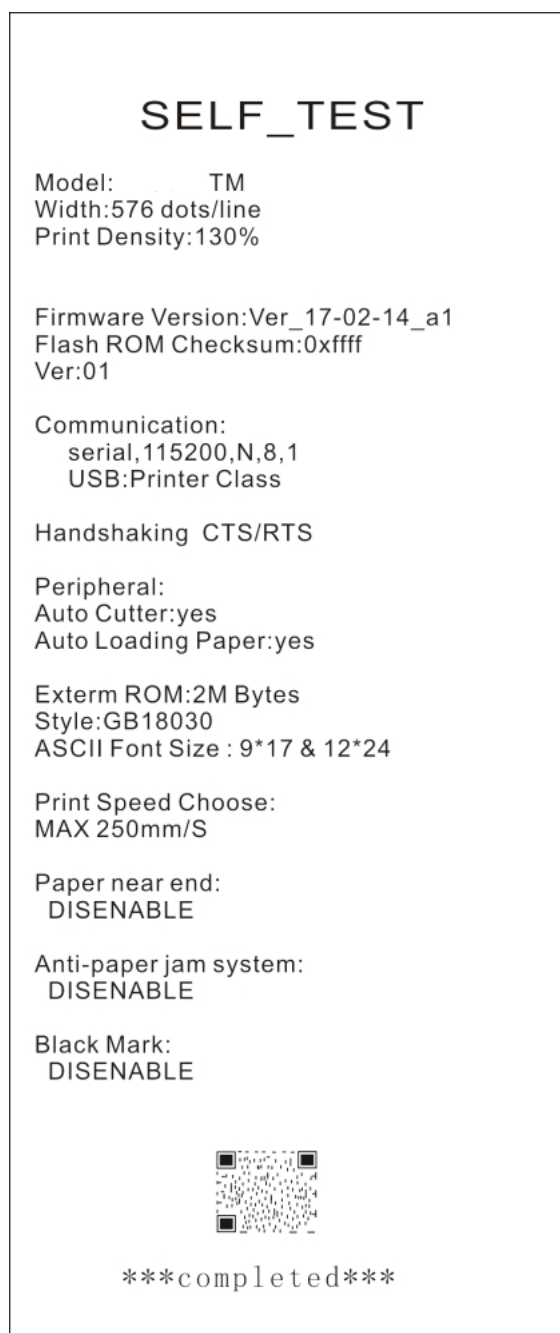 SELF_TEST
Model: TM
Width:576 dots/line
Print Density:130%
Firmware Version:Ver_17-02-14_a1
Flash ROM Checksum:0xffff
Ver:01
Communication:
serial,115200,N,8,1
USB:Printer Class
Handshaking CTS/RTS
Peripheral:
Auto Cutter:yes
Auto Loading Paper:yes
Exterm ROM:2M Bytes
Style:GB18030
ASCII Font Size : 9*17 & 12*24
Print Speed Choose:
MAX 250mm/S
Paper near end:
DISENABLE
Anti-paper jam system:
DISENABLE
Black Mark:
DISENABLE
***completed***